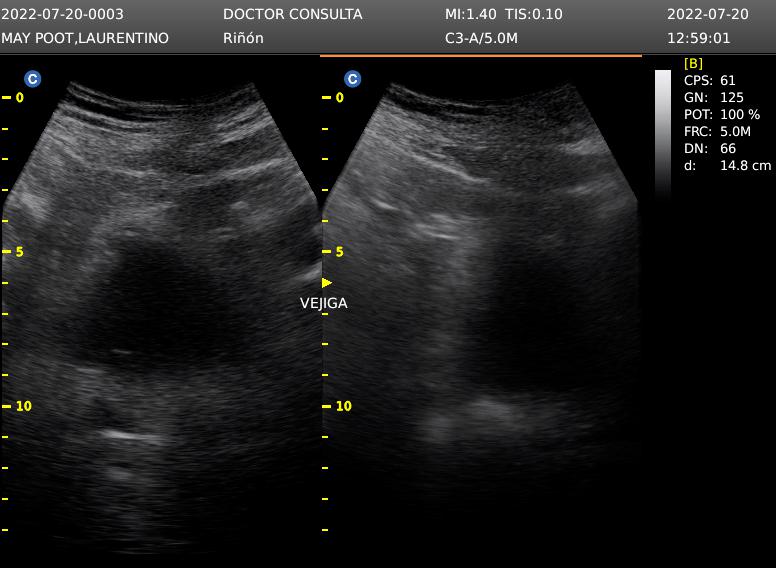 2022-07-20-0003 DOCTOR CONSULTA MI:1.40 TIS:0.10 2022-07-20
MAY POOT,LAURENTINO Riñón C3-A/5.0M 12:59:01
[B]
CPS: 61
GN: 125
POT: 100 %
FRC: 5.0M
DN: 66
d: 14.8 cm
C C
0 0
5 5
VEJIGA
10 10